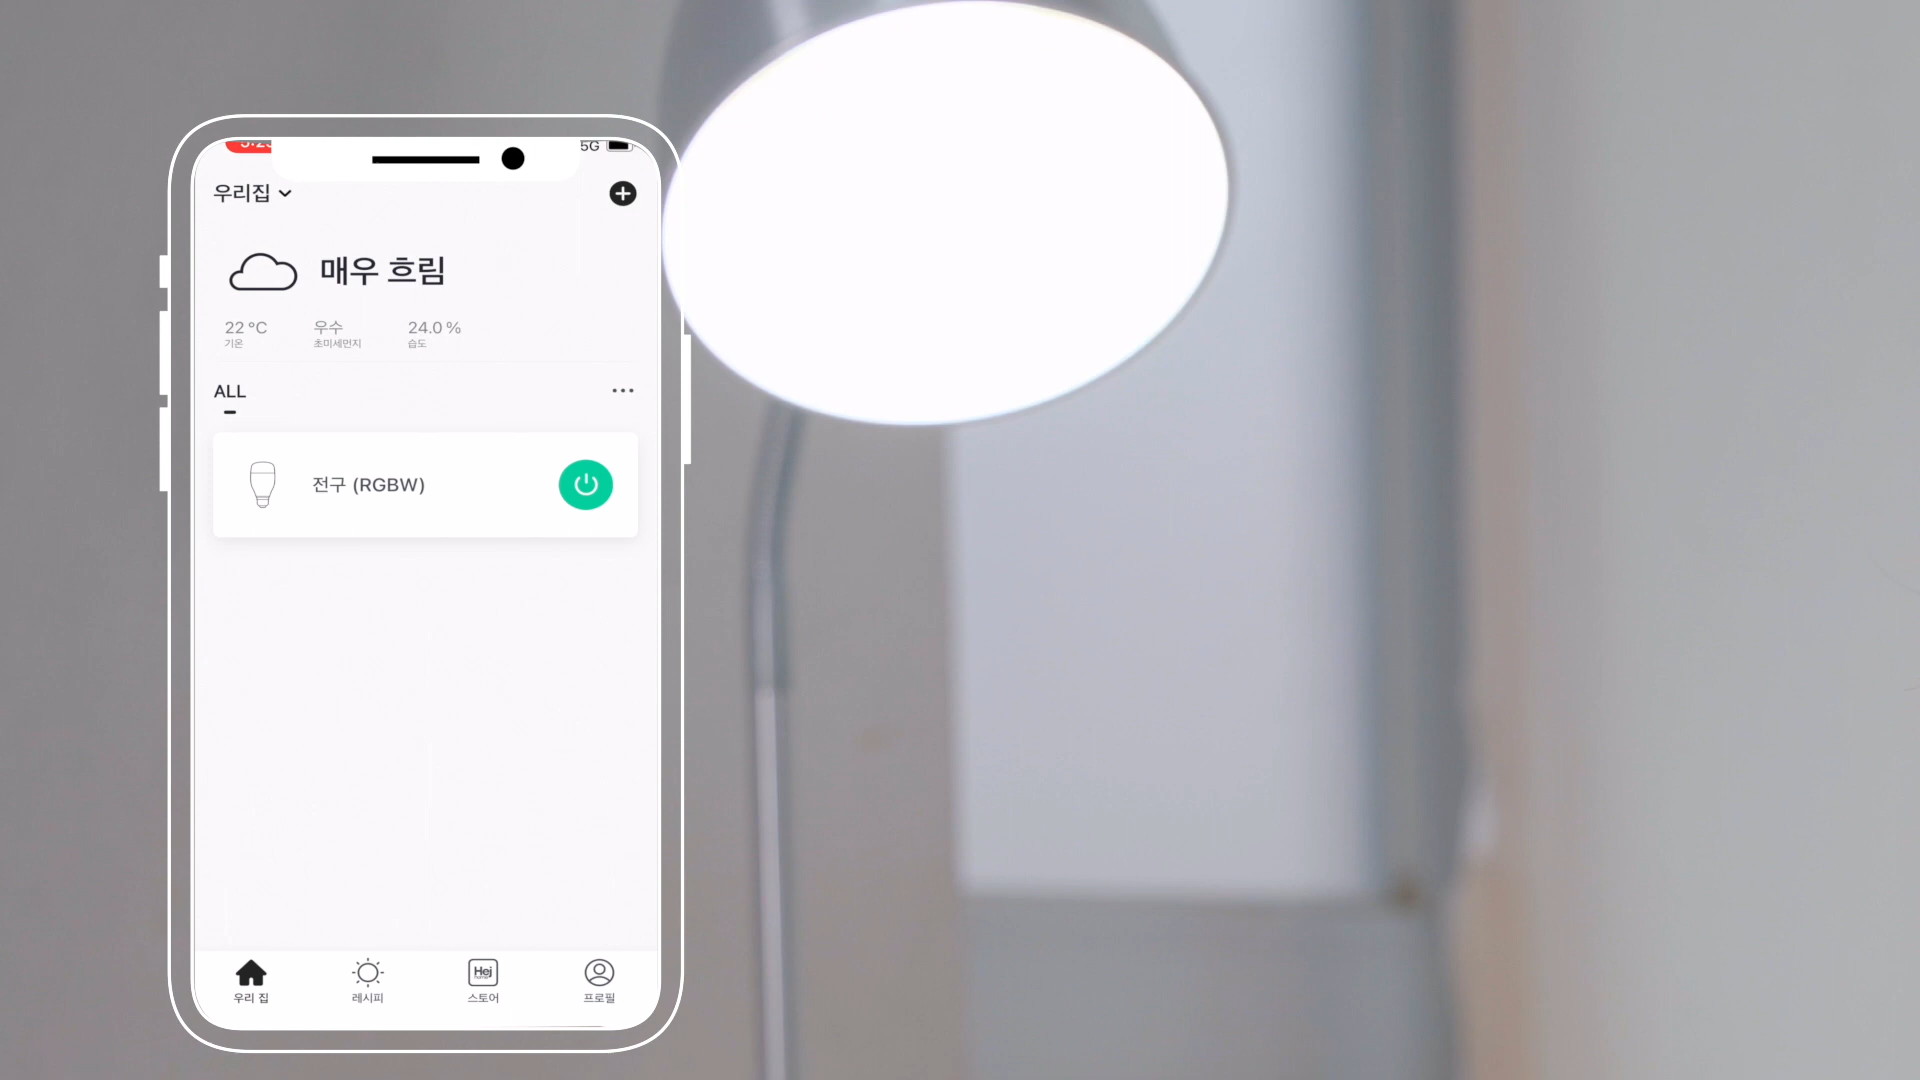 5G
우리집
매우 흐림
22 °C 우수 24.0 %
기온 초미세먼지 습도
ALL
전구 (RGBW)
Hej
우리 집 레시피 스토어 프로필